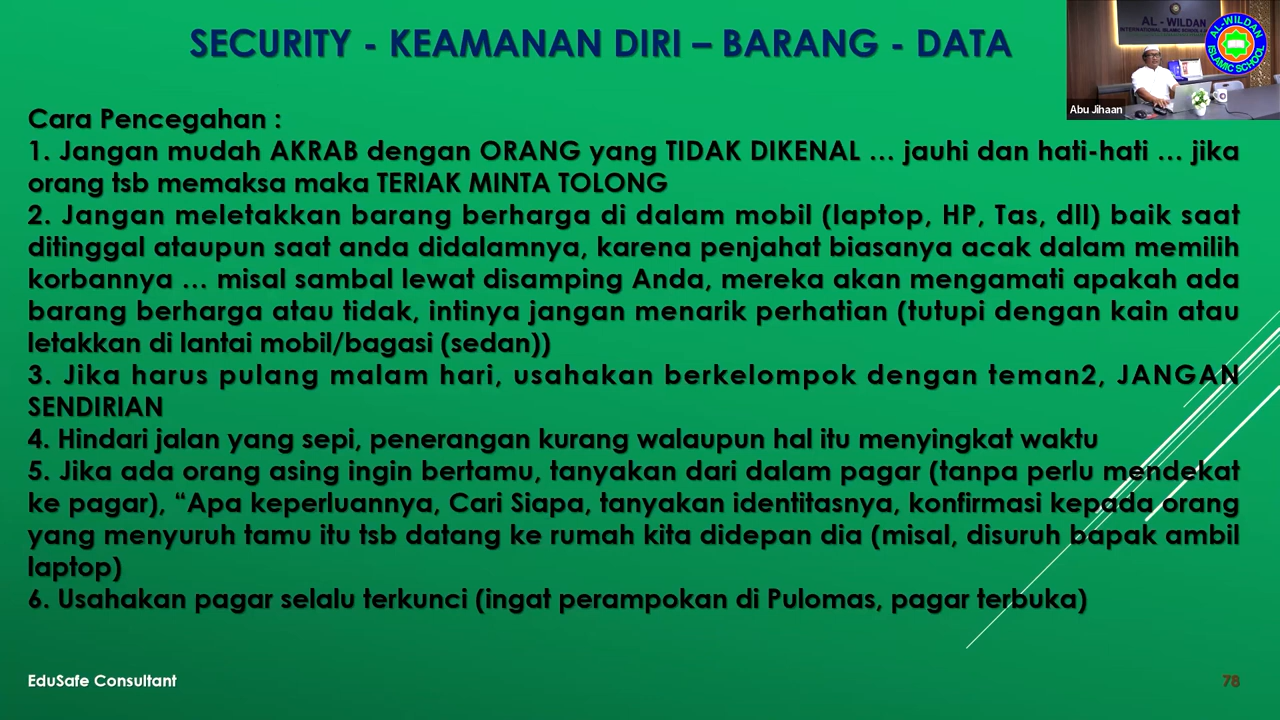 SECURITY - KEAMANAN DIRI – BARANG - DATA
AL - WILDAN
INTERNATIONAL ISLAMIC SCHOOL
AL-WILDAN
ISLAMIC SCHOOL
Abu Jihaan
Cara Pencegahan :
1. Jangan mudah AKRAB dengan ORANG yang TIDAK DIKENAL … jauhi dan hati-hati … jika
orang tsb memaksa maka TERIAK MINTA TOLONG
2. Jangan meletakkan barang berharga di dalam mobil (laptop, HP, Tas, dll) baik saat
ditinggal ataupun saat anda didalamnya, karena penjahat biasanya acak dalam memilih
korbannya … misal sambal lewat disamping Anda, mereka akan mengamati apakah ada
barang berharga atau tidak, intinya jangan menarik perhatian (tutupi dengan kain atau
letakkan di lantai mobil/bagasi (sedan))
3. Jika harus pulang malam hari, usahakan berkelompok dengan teman2, JANGAN
SENDIRIAN
4. Hindari jalan yang sepi, penerangan kurang walaupun hal itu menyingkat waktu
5. Jika ada orang asing ingin bertamu, tanyakan dari dalam pagar (tanpa perlu mendekat
ke pagar), “Apa keperluannya, Cari Siapa, tanyakan identitasnya, konfirmasi kepada orang
yang menyuruh tamu itu tsb datang ke rumah kita didepan dia (misal, disuruh bapak ambil
laptop)
6. Usahakan pagar selalu terkunci (ingat perampokan di Pulomas, pagar terbuka)
EduSafe Consultant
78